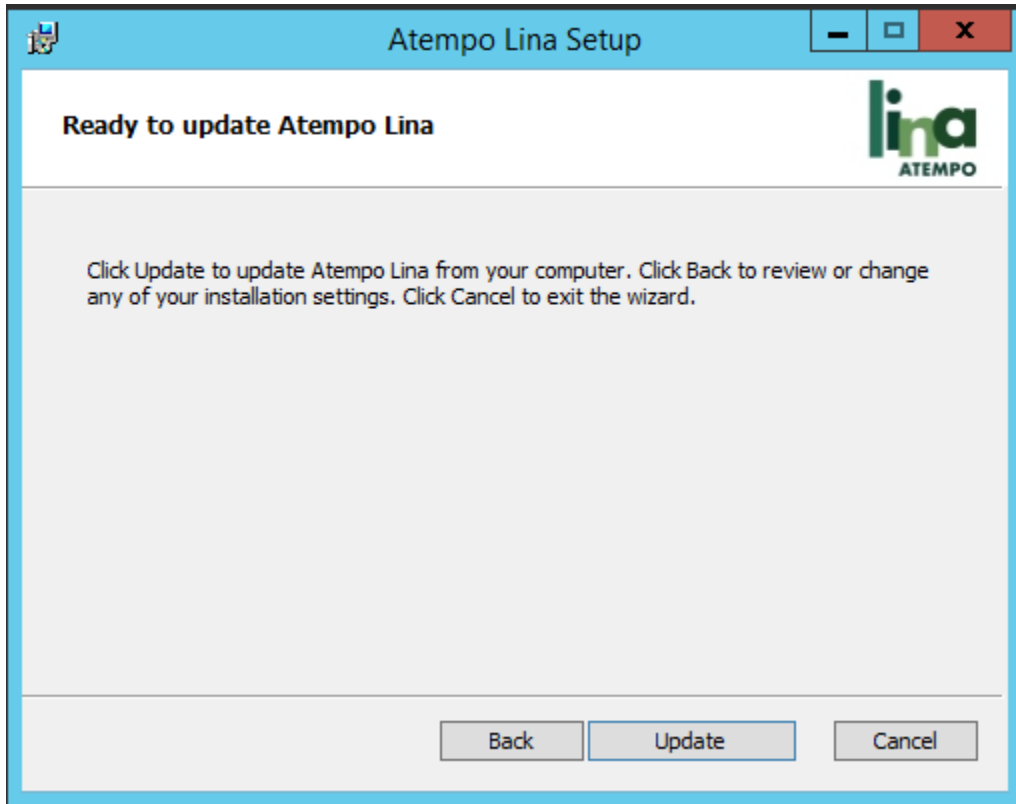 Atempo Lina Setup
Ready to update Atempo Lina
lina
ATEMPO
Click Update to update Atempo Lina from your computer. Click Back to review or change
any of your installation settings. Click Cancel to exit the wizard.
Back
Update
Cancel